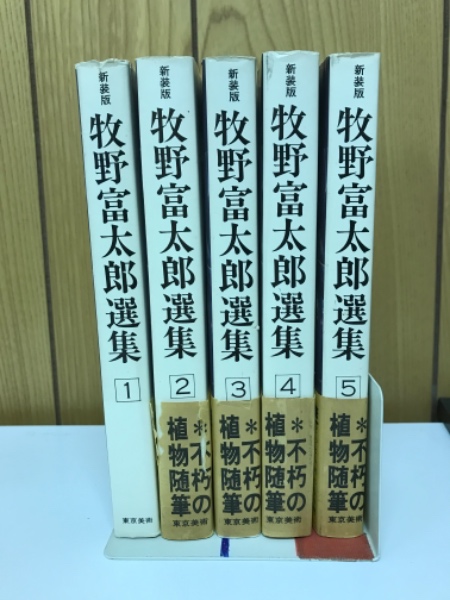 新装版
牧野富太郎選集
1
東京美術
新装版
牧野富太郎選集
2
*不朽の
植物随筆
東京美術
新装版
牧野富太郎選集
3
*不朽の
植物随筆
東京美術
新装版
牧野富太郎選集
4
*不朽の
植物随筆
東京美術
新装版
牧野富太郎選集
5
*不朽の
植物随筆
東京美術